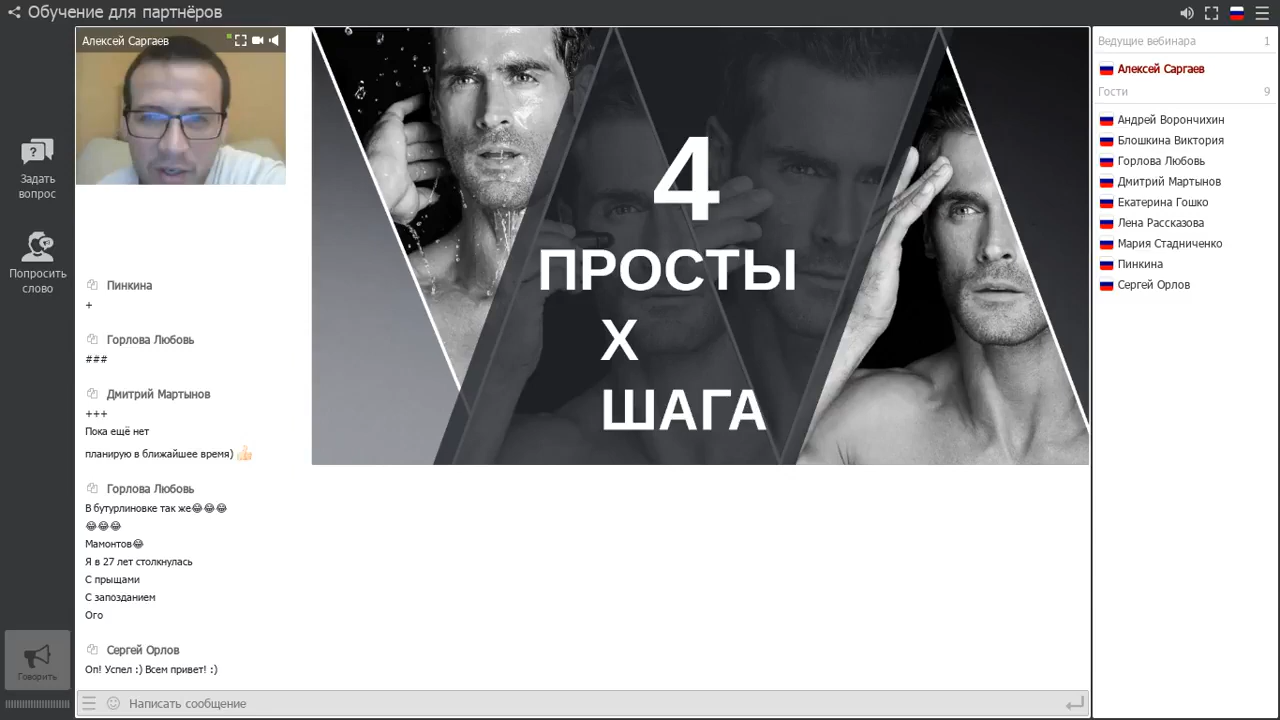 Обучение для партнёров
Алексей Саргаев
Задать
вопрос
Попросить
слово
Говорить
Пинкина
+
Горлова Любовь
###
Дмитрий Мартынов
+++
Пока ещё нет
планирую в ближайшее время) 👍
Горлова Любовь
В бутурлиновке так же😂😂😂
😂😂😂
Мамонтов😂
Я в 27 лет столкнулась
С прыщами
С запозданием
Ого
Сергей Орлов
Оп! Успел :) Всем привет! :)
Написать сообщение
4
ПРОСТЫ
Х
ШАГА
Ведущие вебинара 1
Алексей Саргаев
Гости 9
Андрей Ворончихин
Блошкина Виктория
Горлова Любовь
Дмитрий Мартынов
Екатерина Гошко
Лена Рассказова
Мария Стадниченко
Пинкина
Сергей Орлов